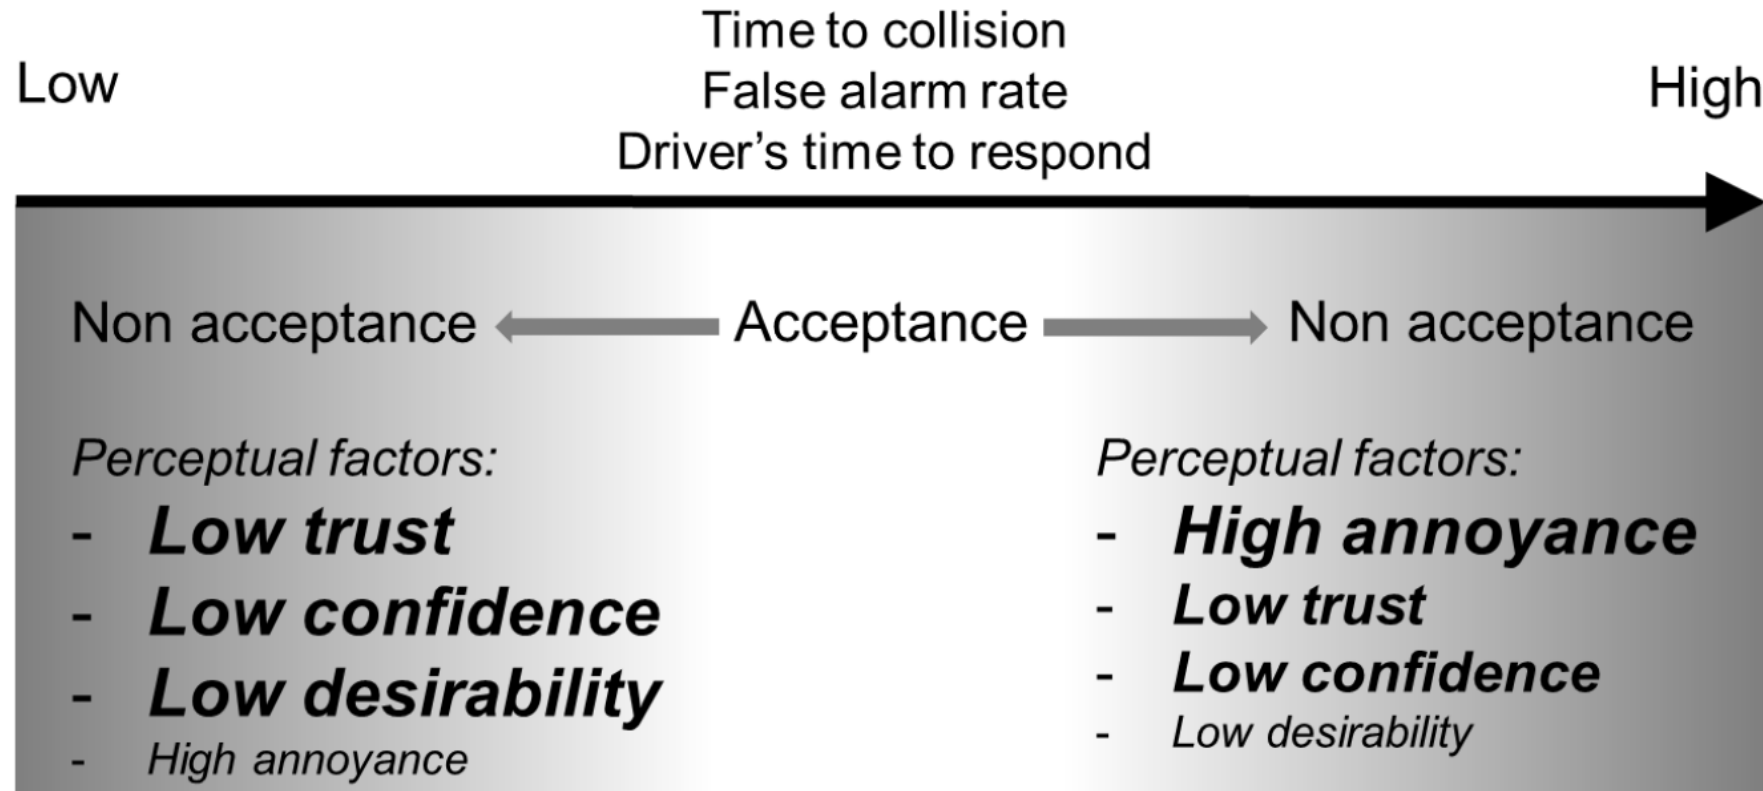 Time to collision
Low
False alarm rate
High
Driver's time to respond
Non acceptance
Acceptance
Non acceptance
Perceptual factors:
- Low trust
- Low confidence
- Low desirability
- High annoyance
Perceptual factors:
- High annoyance
- Low trust
- Low confidence
- Low desirability